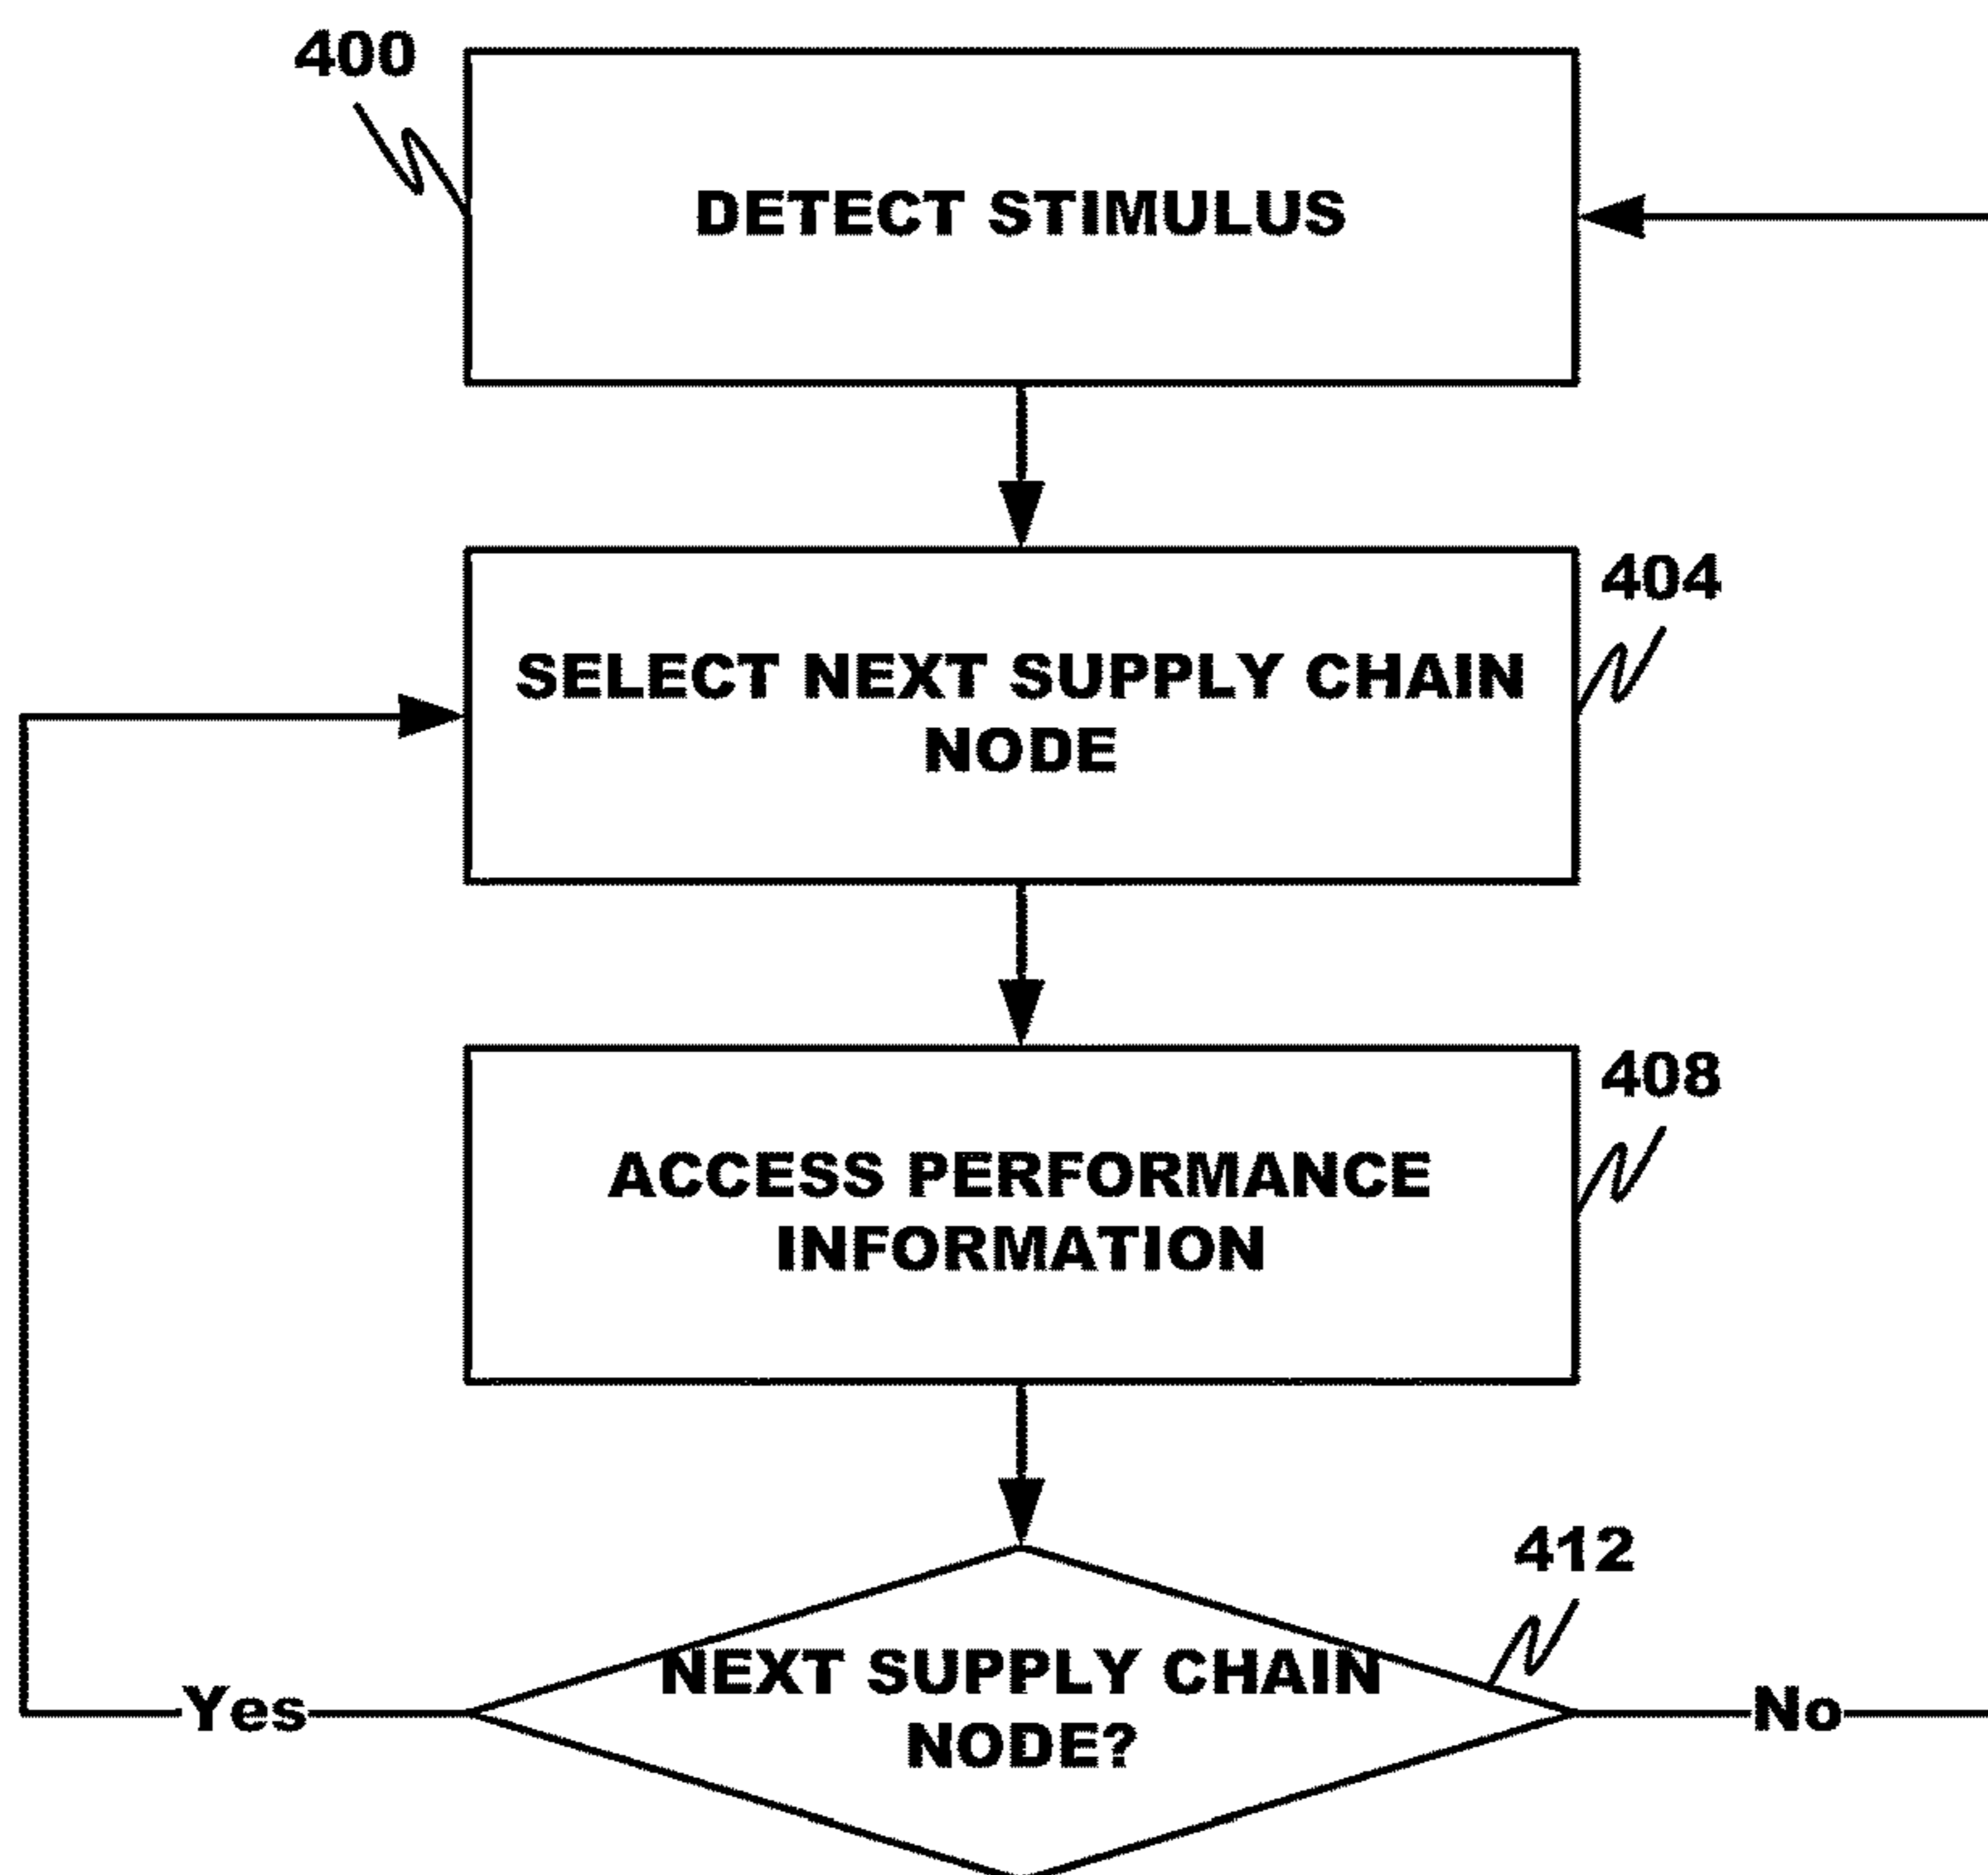 400
DETECT STIMULUS
404
SELECT NEXT SUPPLY CHAIN
NODE
408
ACCESS PERFORMANCE
INFORMATION
412
NEXT SUPPLY CHAIN
NODE?
Yes
No